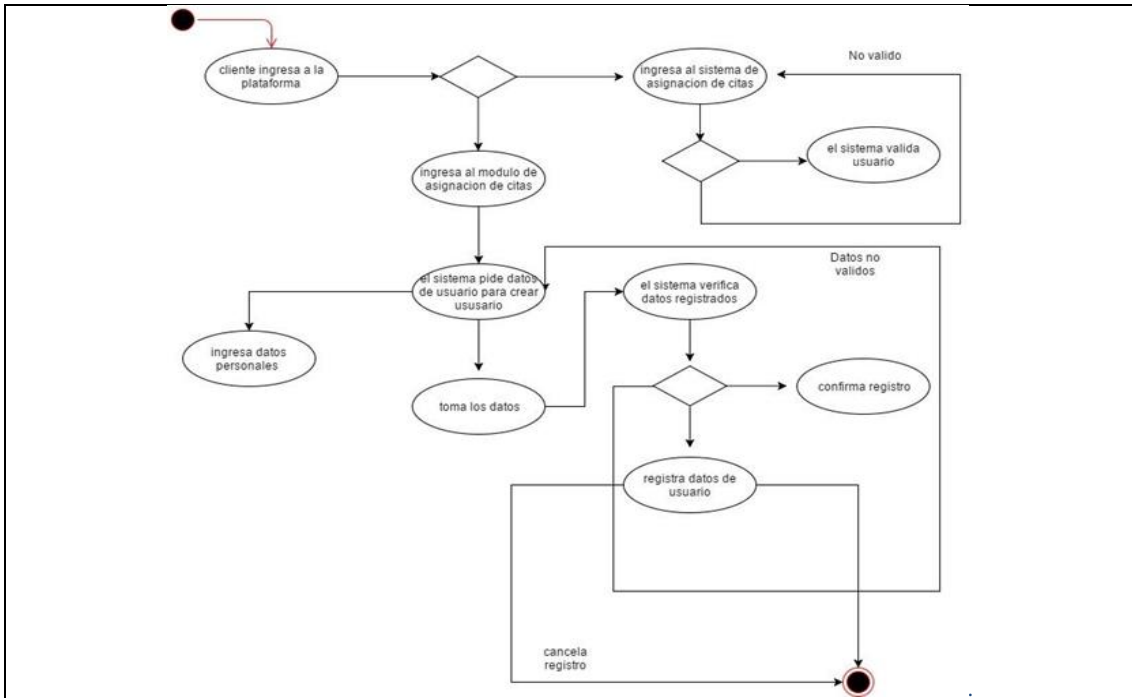 cliente ingresa a la
plataforma
ingresa al sistema de
asignacion de citas
No valido
el sistema valida
usuario
ingresa al modulo de
asignacion de citas
el sistema pide datos
de usuario para crear
ususario
el sistema verifica
datos registrados
Datos no
validos
ingresa datos
personales
toma los datos
confirma registro
registra datos de
usuario
cancela
registro